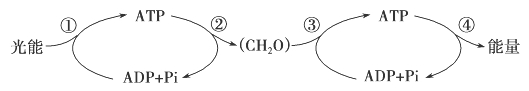 ATP ATP
光能 ① ② (CH₂O) ③ ④ 能量
ADP+Pi ADP+Pi